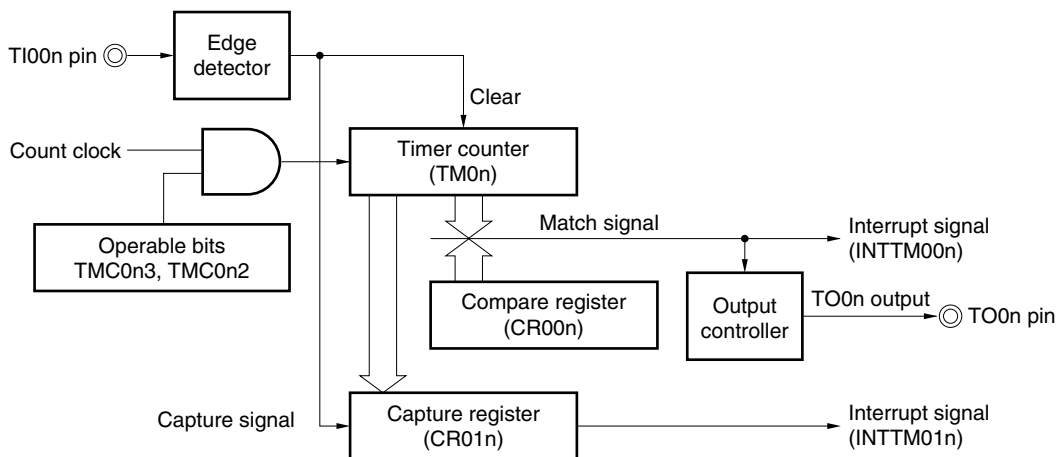 TI00n pin
Edge
detector
Clear
Count clock
Timer counter
(TM0n)
Operable bits
TMC0n3, TMC0n2
Match signal
Interrupt signal
(INTTM00n)
Compare register
(CR00n)
Output
controller
TO0n output
TO0n pin
Capture signal
Capture register
(CR01n)
Interrupt signal
(INTTM01n)